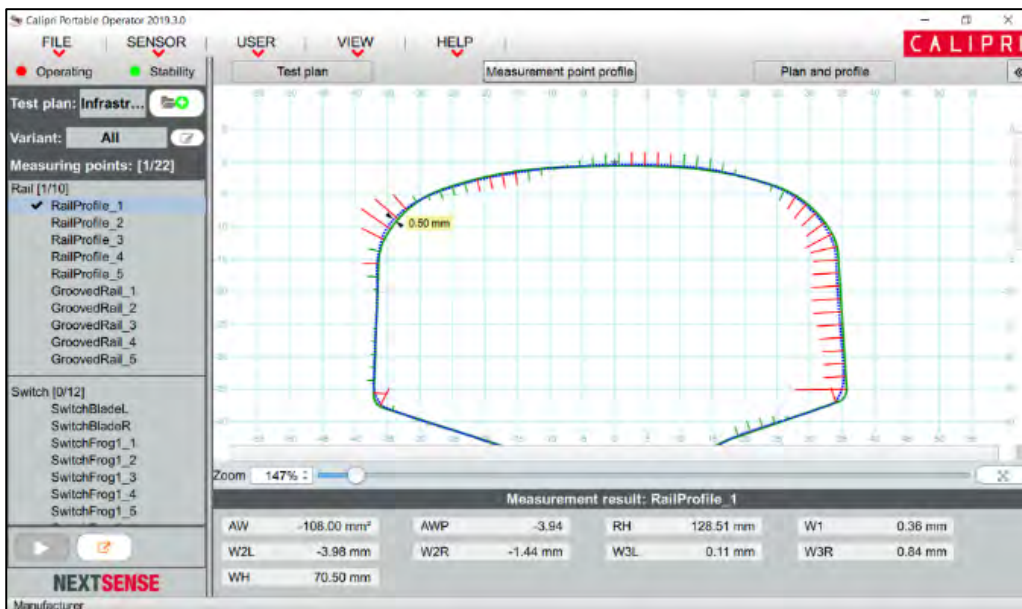 Calipri Portable Operator 2019.3.0
FILE SENSOR USER VIEW HELP
CALIPRI
Operating Stability
Test plan Measurement point profile Plan and profile
Test plan: Infrastr...
Variant: All
Measuring points: [1/22]
Rail [1/10]
RailProfile_1
RailProfile_2
RailProfile_3
RailProfile_4
RailProfile_5
GroovedRail_1
GroovedRail_2
GroovedRail_3
GroovedRail_4
GroovedRail_5
Switch [0/12]
SwitchBladeL
SwitchBladeR
SwitchFrog1_1
SwitchFrog1_2
SwitchFrog1_3
SwitchFrog1_4
SwitchFrog1_5
NEXTSENSE
Manufacturer
0.50 mm
Zoom 147%
Measurement result: RailProfile_1
AW -108.00 mm² AWP -3.94 RH 128.51 mm W1 0.36 mm
W2L -3.98 mm W2R -1.44 mm W3L 0.11 mm W3R 0.84 mm
WH 70.50 mm